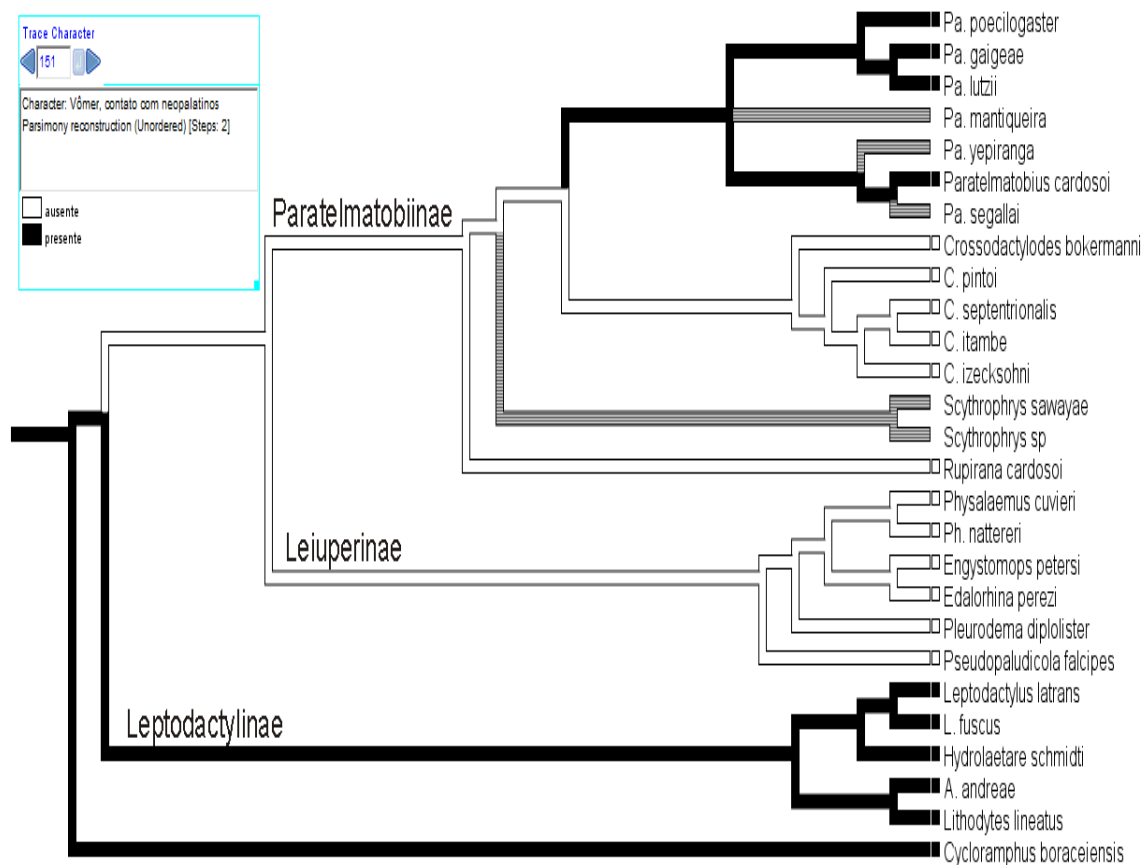 Trace Character
151
Character: Vômer, contato com neopalatinos
Parsimony reconstruction (Unordered) [Steps: 2]
ausente
presente
Paratelmatobiinae
Leiuperinae
Leptodactylinae
Pa. poecilogaster
Pa. gaigeae
Pa. lutzii
Pa. mantiqueira
Pa. yepiranga
Paratelmatobius cardosoi
Pa. segallai
Crossodactylodes bokermanni
C. pintoi
C. septentrionalis
C. itambe
C. izecksohni
Scythrophrys sawayae
Scythrophrys sp
Rupirana cardosoi
Physalaemus cuvieri
Ph. nattereri
Engystomops petersi
Edalorhina perezi
Pleurodema diplolister
Pseudopaludicola falcipes
Leptodactylus latrans
L. fuscus
Hydrolaetare schmidti
A. andreae
Lithodytes lineatus
Cycloramphus boraceiensis